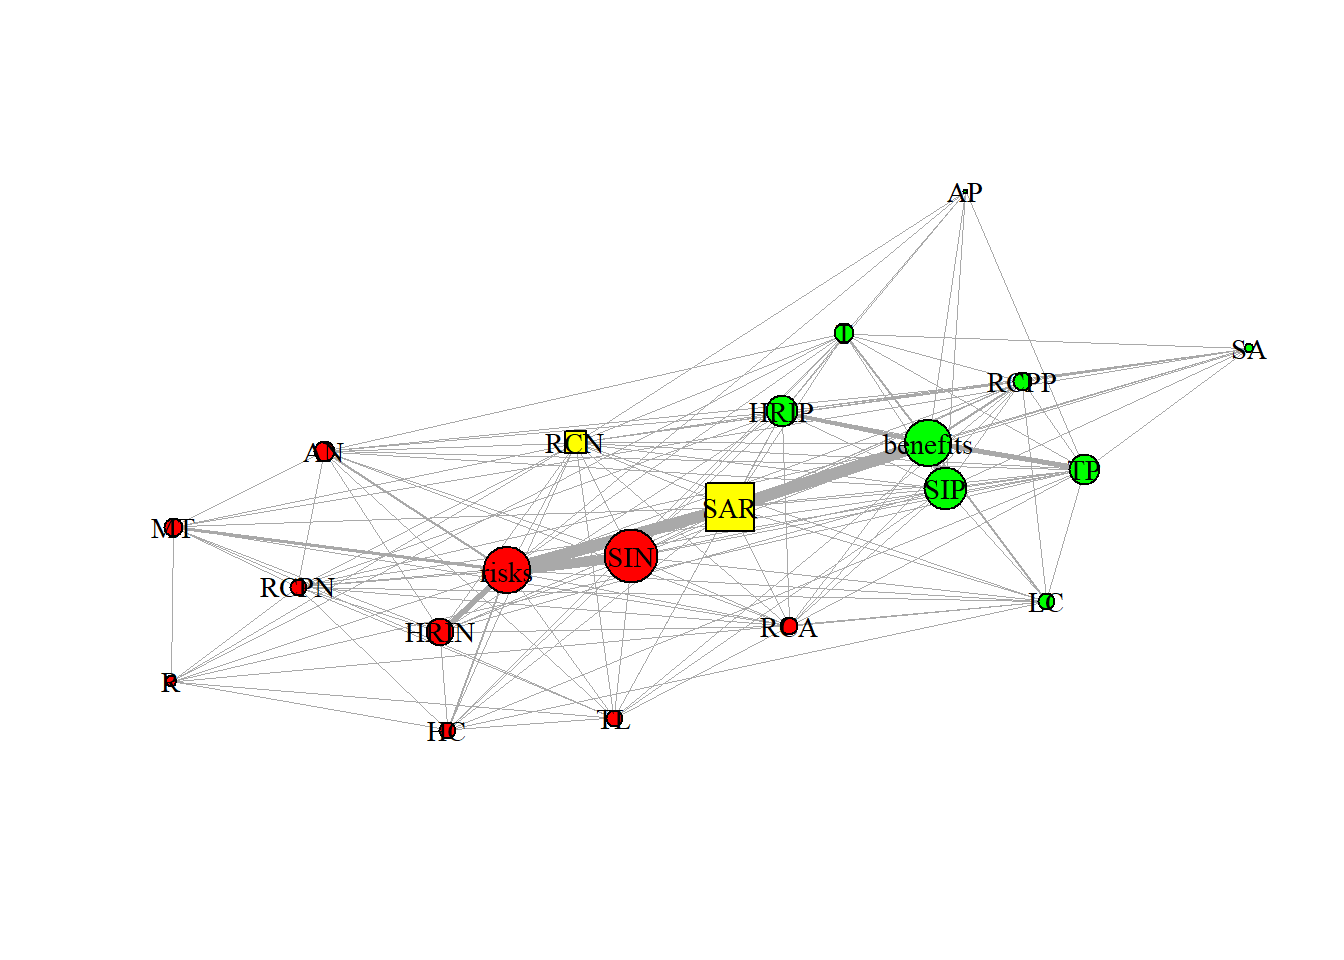 AP
I
SA
RCPP
HRIP
benefits
RCN
AN
TP
SIP
SAR
MT
SIN
risks
RCPN
LC
HRIN
RCA
R
TL
HC